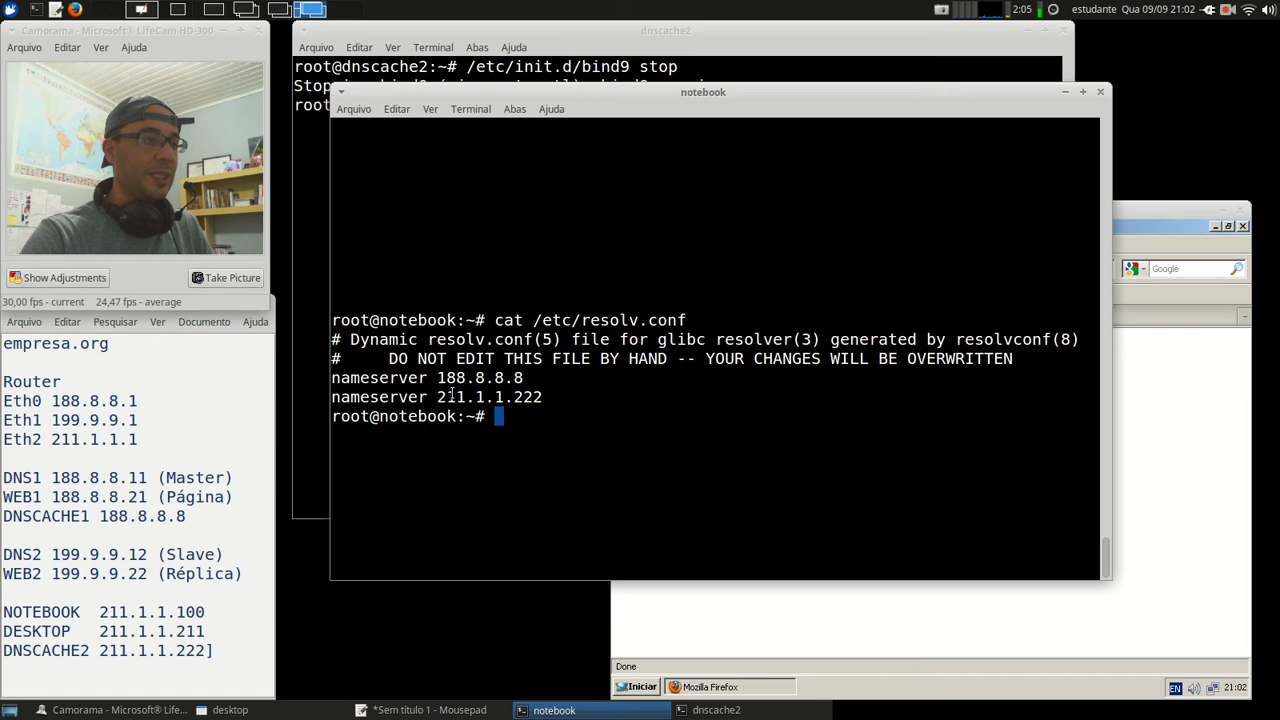 2:05
estudante
Qua 09/09 21:02
Camorama - Microsoft® LifeCam HD-300
Arquivo Editar Ver Ajuda
Show Adjustments
Take Picture
30,00 fps - current 24,47 fps - average
Arquivo Editar Ver Documento Ajuda
empresa.org
Router
Eth0 188.8.8.1
Eth1 199.9.9.1
Eth2 211.1.1.1
DNS1 188.8.8.11 (Master)
WEB1 188.8.8.21 (Página)
DNSCACHE1 188.8.8.8
DNS2 199.9.9.12 (Slave)
WEB2 199.9.9.22 (Réplica)
NOTEBOOK 211.1.1.100
DESKTOP 211.1.1.211
DNSCACHE2 211.1.1.222]
dnscache2
Arquivo Editar Ver Terminal Abas Ajuda
root@dnscache2:~# /etc/init.d/bind9 stop
notebook
Arquivo Editar Ver Terminal Abas Ajuda
root@notebook:~# cat /etc/resolv.conf
# Dynamic resolv.conf(5) file for glibc resolver(3) generated by resolvconf(8)
# DO NOT EDIT THIS FILE BY HAND -- YOUR CHANGES WILL BE OVERWRITTEN
nameserver 188.8.8.8
nameserver 211.1.1.222
root@notebook:~#
Google
Done
Iniciar
Mozilla Firefox
EN
21:02
Camorama - Microsoft® LifeC...
desktop
*Sem título 1 - Mousepad
notebook
dnscache2